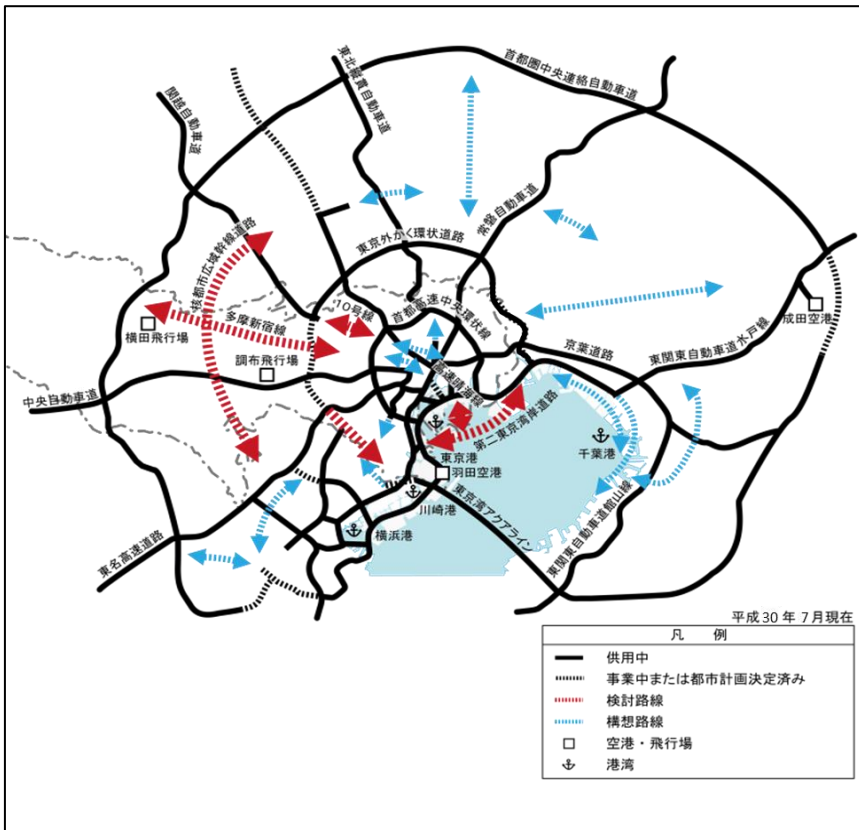 首都圏中央連絡自動車道
東北縦貫自動車道
関越自動車道
常磐自動車道
東京外かく環状道路
核都市広域幹線道路
多摩新宿線
10号線
首都高速中央環状線
横田飛行場
調布飛行場
中央自動車道
高速晴海線
京葉道路
東関東自動車道水戸線
成田空港
第二東京湾岸道路
東京港
羽田空港
千葉港
川崎港
東京湾アクアライン
横浜港
東関東自動車道館山線
東名高速道路
平成30年7月現在
凡 例
供用中
事業中または都市計画決定済み
検討路線
構想路線
空港・飛行場
港湾